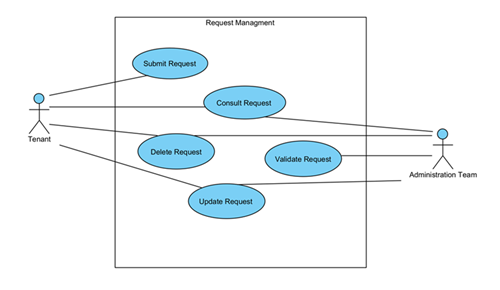 Request Managment
Submit Request
Consult Request
Tenant
Delete Request
Validate Request
Administration Team
Update Request